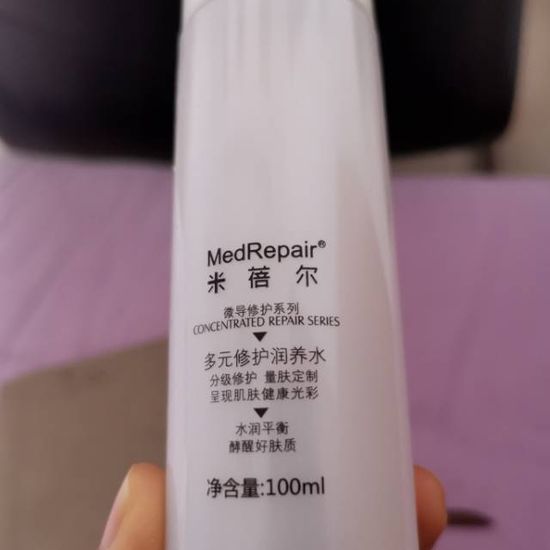 MedRepair®
米蓓尔
微导修护系列
CONCENTRATED REPAIR SERIES
多元修护润养水
分级修护 量肤定制
呈现肌肤健康光彩
水润平衡
酵醒好肤质
净含量:100ml